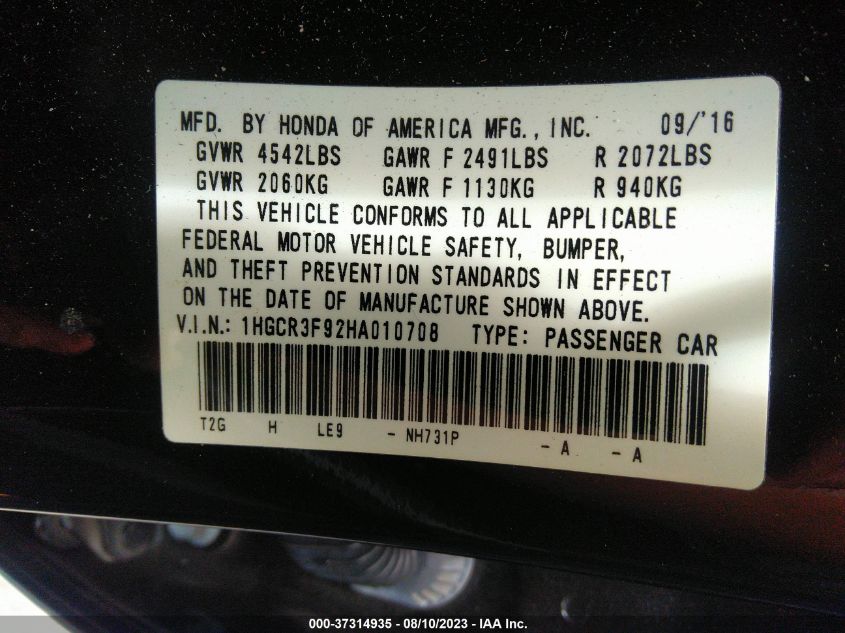 MFD. BY HONDA OF AMERICA MFG., INC. 09/'16
GVWR 4542LBS GAWR F 2491LBS R 2072LBS
GVWR 2060KG GAWR F 1130KG R 940KG
THIS VEHICLE CONFORMS TO ALL APPLICABLE
FEDERAL MOTOR VEHICLE SAFETY, BUMPER,
AND THEFT PREVENTION STANDARDS IN EFFECT
ON THE DATE OF MANUFACTURE SHOWN ABOVE.
V.I.N.: 1HGCR3F92HA010708 TYPE: PASSENGER CAR
T2G H LE9 - NH731P - A - A
000-37314935 - 08/10/2023 - IAA Inc.